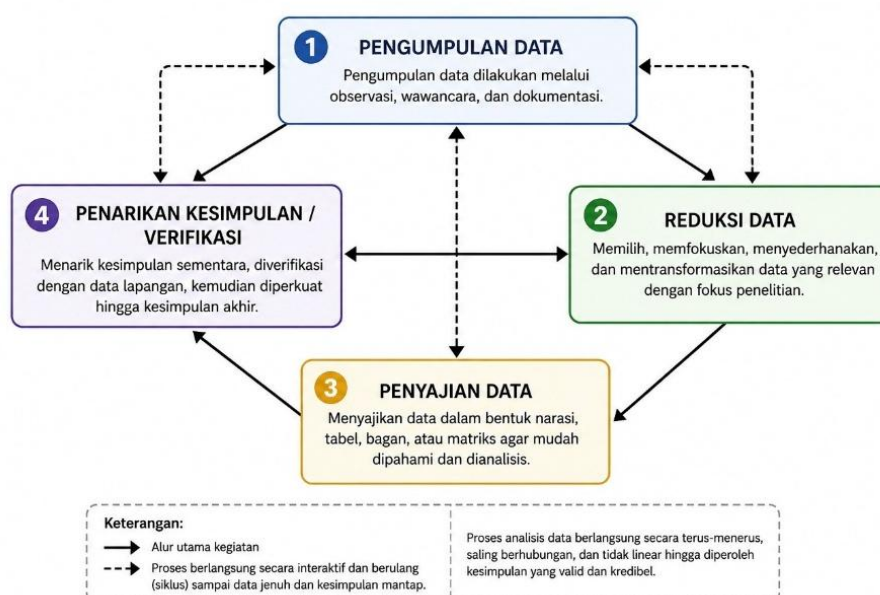 1
PENGUMPULAN DATA
Pengumpulan data dilakukan melalui
observasi, wawancara, dan dokumentasi.
4
PENARIKAN KESIMPULAN /
VERIFIKASI
Menarik kesimpulan sementara, diverifikasi
dengan data lapangan, kemudian diperkuat
hingga kesimpulan akhir.
2
REDUKSI DATA
Memilih, memfokuskan, menyederhanakan,
dan mentransformasikan data yang relevan
dengan fokus penelitian.
3
PENYAJIAN DATA
Menyajikan data dalam bentuk narasi,
tabel, bagan, atau matriks agar mudah
dipahami dan dianalisis.
Keterangan:
Alur utama kegiatan
Proses berlangsung secara interaktif dan berulang
(siklus) sampai data jenuh dan kesimpulan mantap.
Proses analisis data berlangsung secara terus-menerus,
saling berhubungan, dan tidak linear hingga diperoleh
kesimpulan yang valid dan kredibel.